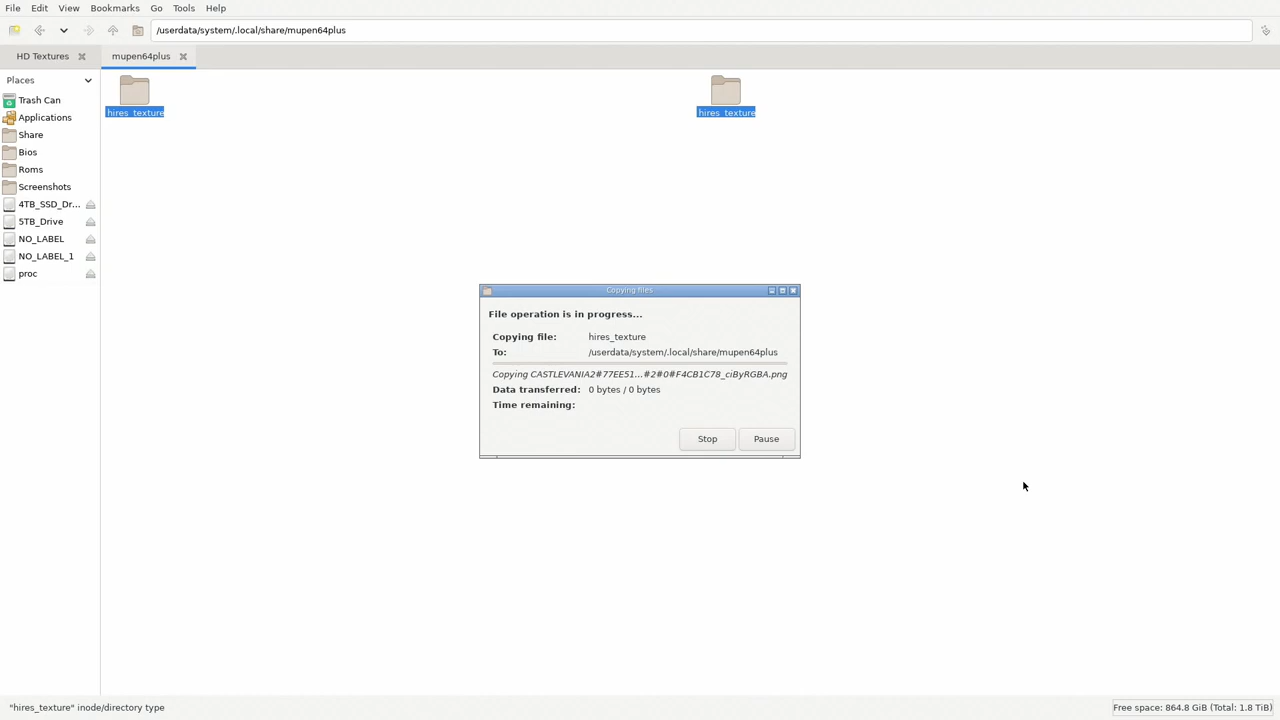 File Edit View Bookmarks Go Tools Help
/userdata/system/.local/share/mupen64plus
HD Textures mupen64plus
Places
Trash Can
Applications
Share
Bios
Roms
Screenshots
4TB_SSD_Dr...
5TB_Drive
NO_LABEL
NO_LABEL_1
proc
hires_texture hires_texture
Copying files
File operation is in progress...
Copying file: hires_texture
To: /userdata/system/.local/share/mupen64plus
Copying CASTLEVANIA2#77EE51...#2#0#F4CB1C78_ciByRGBA.png
Data transferred: 0 bytes / 0 bytes
Time remaining:
Stop Pause
"hires_texture" inode/directory type Free space: 864.8 GiB (Total: 1.8 TiB)